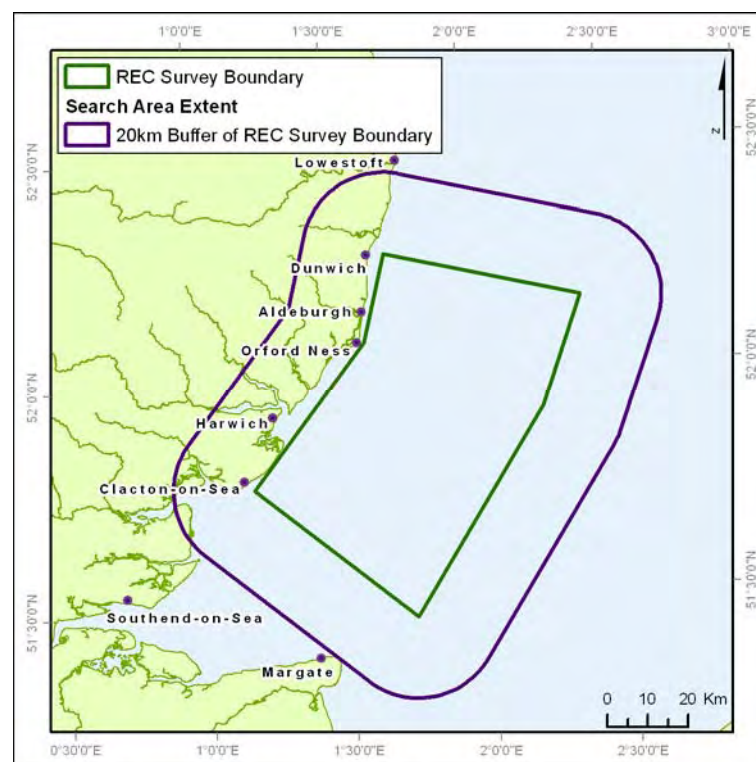 1°0'0"E 1°30'0"E 2°0'0"E 2°30'0"E 3°0'0"E
REC Survey Boundary
Search Area Extent
20km Buffer of REC Survey Boundary
N
52°30'0"N
52°30'0"N
Lowestoft
Dunwich
Aldeburgh
Orford Ness
52°0'0"N
52°0'0"N
Harwich
Clacton-on-Sea
51°30'0"N
51°30'0"N
Southend-on-Sea
Margate
0 10 20 Km
0°30'0"E 1°0'0"E 1°30'0"E 2°0'0"E 2°30'0"E